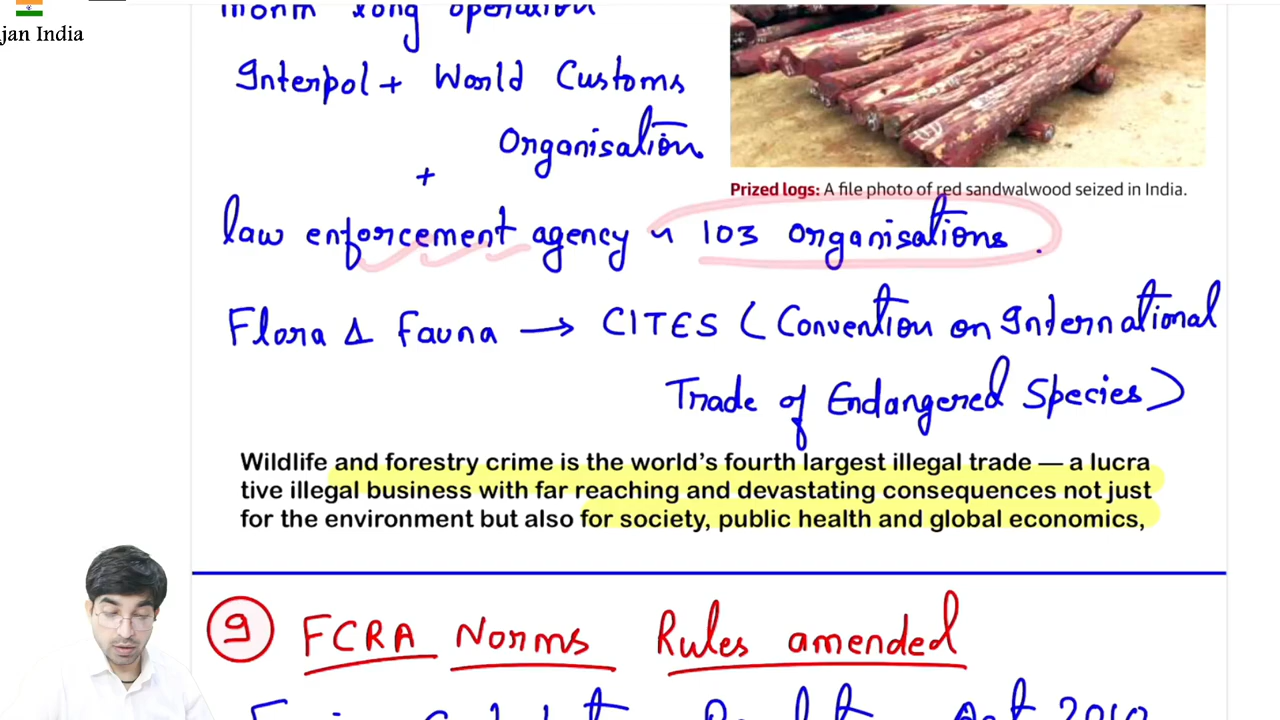 jan India
month long operation
Interpol + World Customs
Organisation
+
law enforcement agency 103 organisations.
Prized logs: A file photo of red sandwalwood seized in India.
Flora & Fauna → CITES (Convention on International
Trade of Endangered Species)
Wildlife and forestry crime is the world's fourth largest illegal trade — a lucra
tive illegal business with far reaching and devastating consequences not just
for the environment but also for society, public health and global economics,
9 FCRA Norms Rules amended
Act 2010